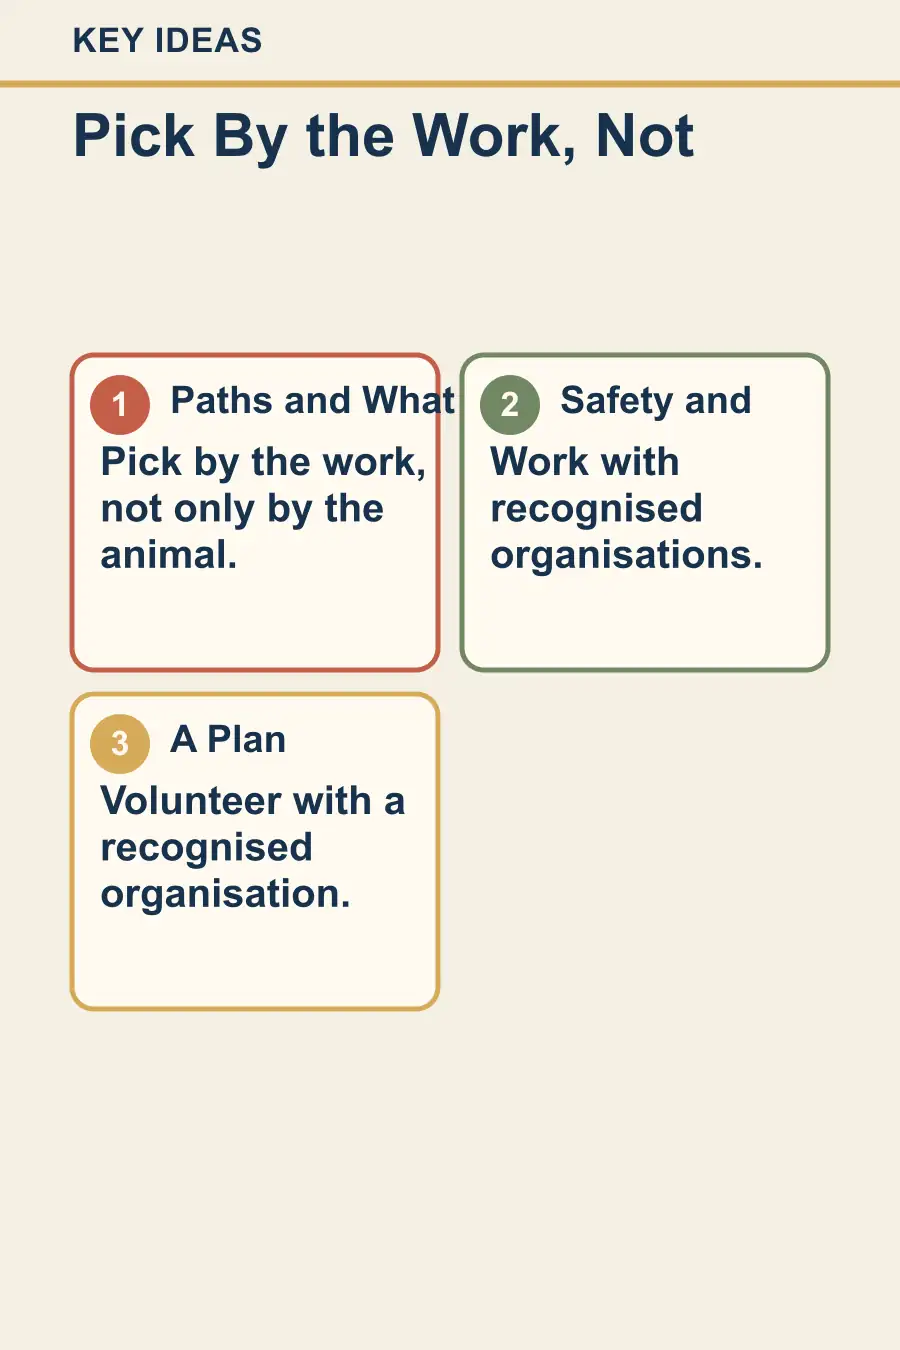 KEY IDEAS
Pick By the Work, Not
1
Paths and What
Pick by the work,
not only by the
animal.
2
Safety and
Work with
recognised
organisations.
3
A Plan
Volunteer with a
recognised
organisation.